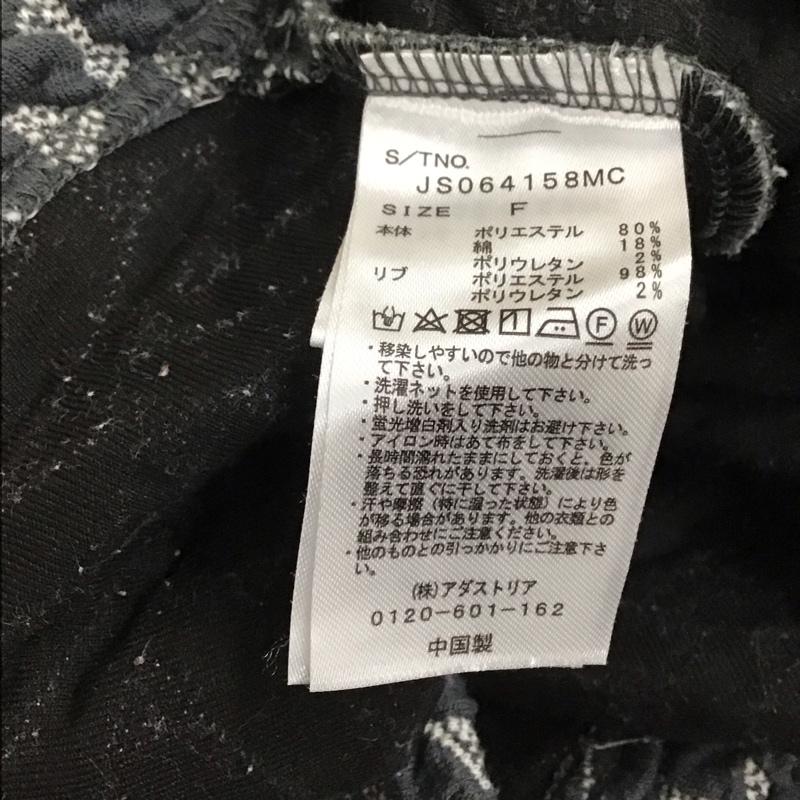 S/TNO.
JS064158MC
SIZE F
本体 ポリエステル 80%
綿 18%
ポリウレタン 2%
リブ ポリエステル 98%
ポリウレタン 2%
F W
・移染しやすいので他の物と分けて洗っ
て下さい。
・洗濯ネットを使用して下さい。
・押し洗いをして下さい。
・蛍光増白剤入り洗剤はお避け下さい。
・アイロン時はあて布をして下さい。
・長時間濡れたままにしておくと、色が
落ちる恐れがあります。洗濯後は形を
整えて直ぐに干して下さい。
・汗や摩擦（特に湿った状態）により色
が移る場合があります。他の衣類との
組み合わせにご注意ください。
・他のものとの引っかかりにご注意下さ
い。
(株)アダストリア
0120-601-162
中国製